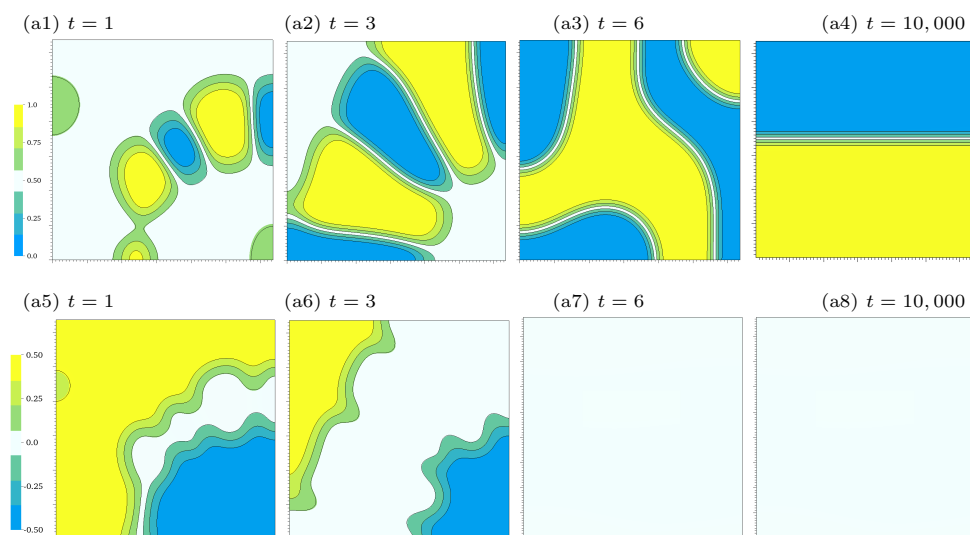 (a1) t = 1
(a2) t = 3
(a3) t = 6
(a4) t = 10,000
1.0
0.75
0.50
0.25
0.0
(a5) t = 1
(a6) t = 3
(a7) t = 6
(a8) t = 10,000
0.50
0.25
0.0
-0.25
-0.50